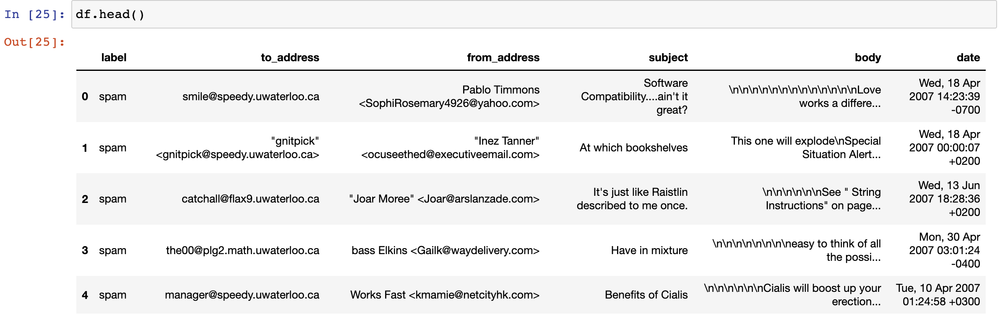 In [25]: df.head()
Out[25]:
label to_address from_address subject body date
0 spam smile@speedy.uwaterloo.ca Pablo Timmons <SophiRosemary4926@yahoo.com> Software Compatibility....ain't it great? \n\n\n\n\n\n\n\n\n\n\n\n\nLove works a differe... Wed, 18 Apr 2007 14:23:39 -0700
1 spam "gnitpick" <gnitpick@speedy.uwaterloo.ca> "Inez Tanner" <ocuseethed@executiveemail.com> At which bookshelves This one will explode\nSpecial Situation Alert... Wed, 18 Apr 2007 00:00:07 +0200
2 spam catchall@flax9.uwaterloo.ca "Joar Moree" <Joar@arslanzade.com> It's just like Raistlin described to me once. \n\n\n\n\n\nSee " String Instructions" on page... Wed, 13 Jun 2007 18:28:36 +0200
3 spam the00@plg2.math.uwaterloo.ca bass Elkins <Gailk@waydelivery.com> Have in mixture \n\n\n\n\n\n\n\neasy to think of all the possi... Mon, 30 Apr 2007 03:01:24 -0400
4 spam manager@speedy.uwaterloo.ca Works Fast <kmamie@netcityhk.com> Benefits of Cialis \n\n\n\n\n\nCialis will boost up your erection... Tue, 10 Apr 2007 01:24:58 +0300